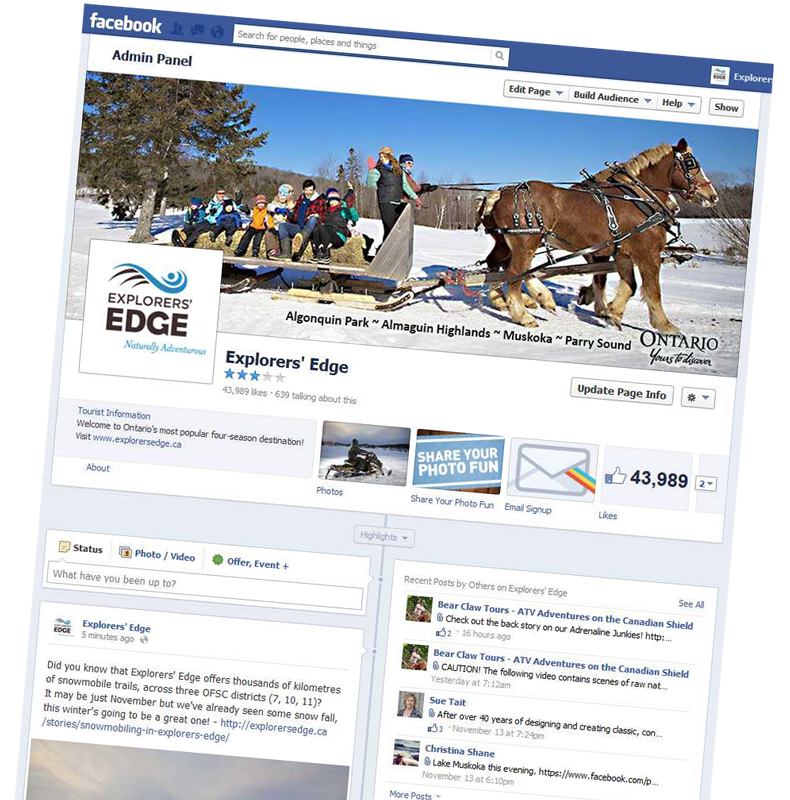 facebook
Search for people, places and things
Explorers
Admin Panel
Edit Page
Build Audience
Help
Show
EXPLORERS'
EDGE
Naturally Adventurous
Algonquin Park ~ Almaguin Highlands ~ Muskoka ~ Parry Sound
ONTARIO
Yours to discover
Explorers' Edge
43,989 likes · 639 talking about this
Update Page Info
Tourist Information
Welcome to Ontario's most popular four-season destination!
Visit www.explorersedge.ca
About
Photos
SHARE YOUR
PHOTO FUN
Share Your Photo Fun
Email Signup
43,989
Likes
2
Highlights
Status
Photo / Video
Offer, Event +
What have you been up to?
EDGE
Explorers' Edge
5 minutes ago
Did you know that Explorers' Edge offers thousands of kilometres
of snowmobile trails, across three OFSC districts (7, 10, 11)?
It may be just November but we've already seen some snow fall,
this winter's going to be a great one! - http://explorersedge.ca
/stories/snowmobiling-in-explorers-edge/
Recent Posts by Others on Explorers' Edge
See All
Bear Claw Tours - ATV Adventures on the Canadian Shield
Check out the back story on our Adrenaline Junkies! http:...
2 · 16 hours ago
Bear Claw Tours - ATV Adventures on the Canadian Shield
CAUTION! The following video contains scenes of raw nat...
Yesterday at 7:12am
Sue Tait
After over 40 years of designing and creating classic, con...
3 · November 13 at 7:24pm
Christina Shane
Lake Muskoka this evening. https://www.facebook.com/p...
November 13 at 6:10pm
More Posts